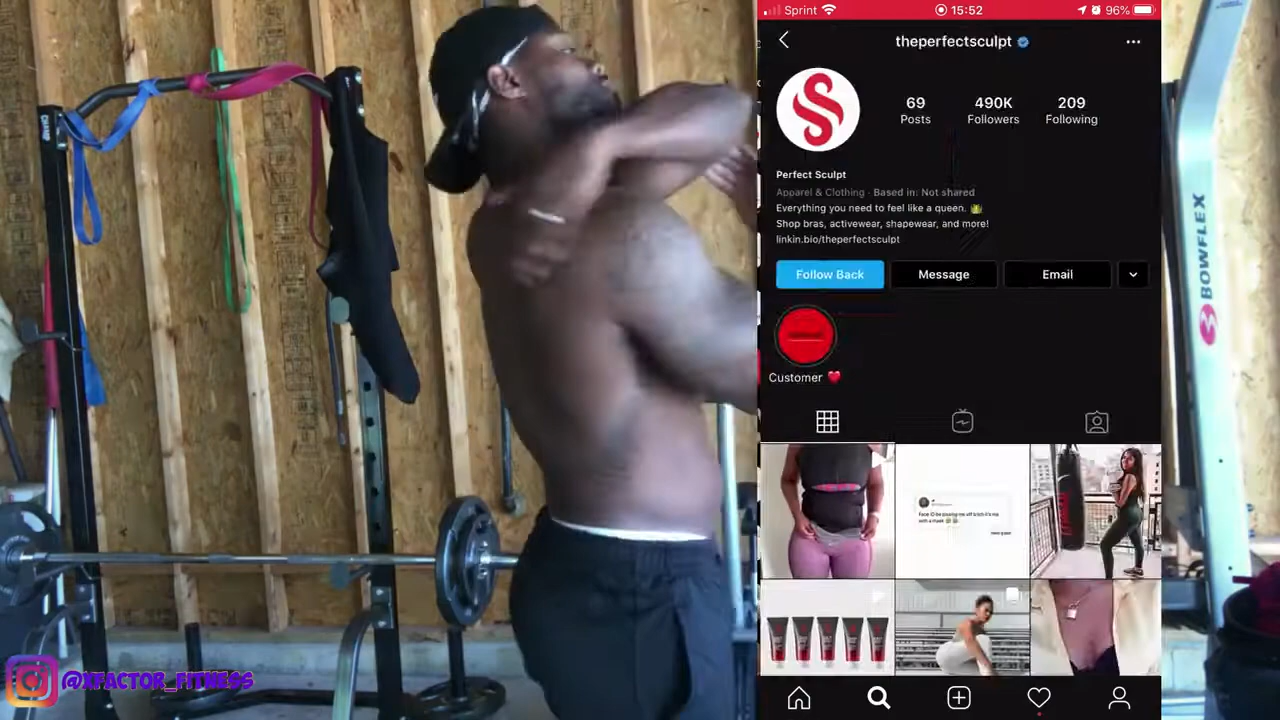 Sprint 15:52 96%
theperfectsculpt
69 490K 209
Posts Followers Following
Perfect Sculpt
Apparel & Clothing · Based in: Not shared
Everything you need to feel like a queen.
Shop bras, activewear, shapewear, and more!
linkin.bio/theperfectsculpt
Follow Back Message Email
Customer ❤️
BOWFLEX
@XFACTOR_FITNESS